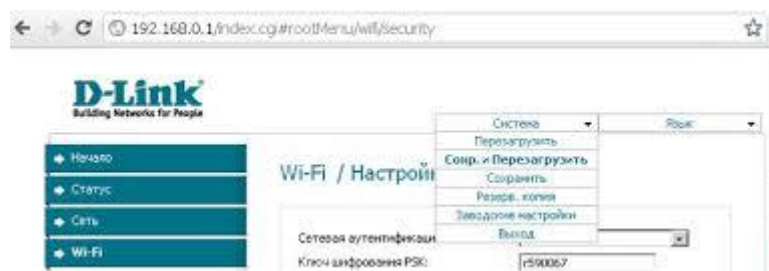 192.168.0.1/index.cgi#rootMenu/wifi/security
D-Link
Building Networks for People
Система
Язык
Перезагрузить
Сохр. и Перезагрузить
Сохранить
Резерв. копия
Заводские настройки
Выход
Начало
Статус
Сеть
Wi-Fi
Wi-Fi / Настройк
Сетевая аутентификаци
Ключ шифрования PSK:
r590067